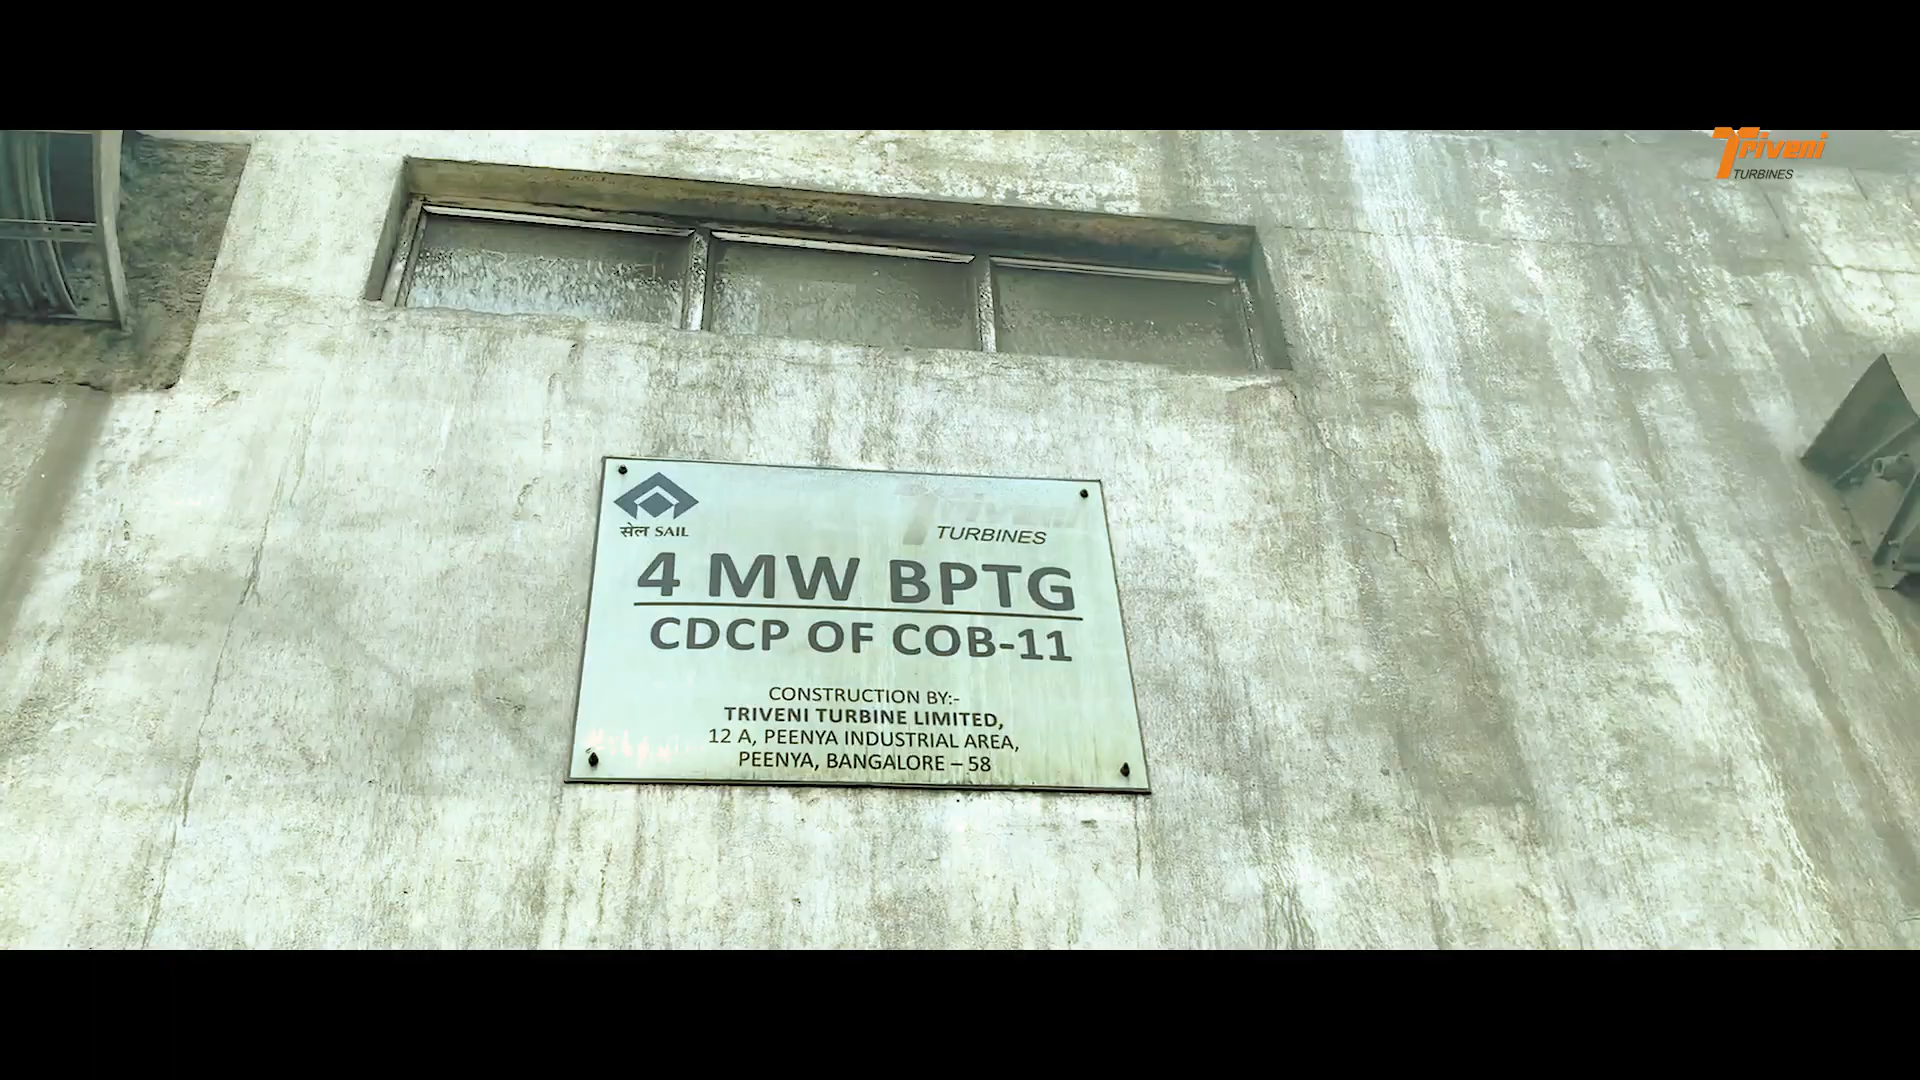 Triveni
TURBINES
सेल SAIL
Triveni
TURBINES
4 MW BPTG
CDCP OF COB-11
CONSTRUCTION BY:-
TRIVENI TURBINE LIMITED,
12 A, PEENYA INDUSTRIAL AREA,
PEENYA, BANGALORE – 58